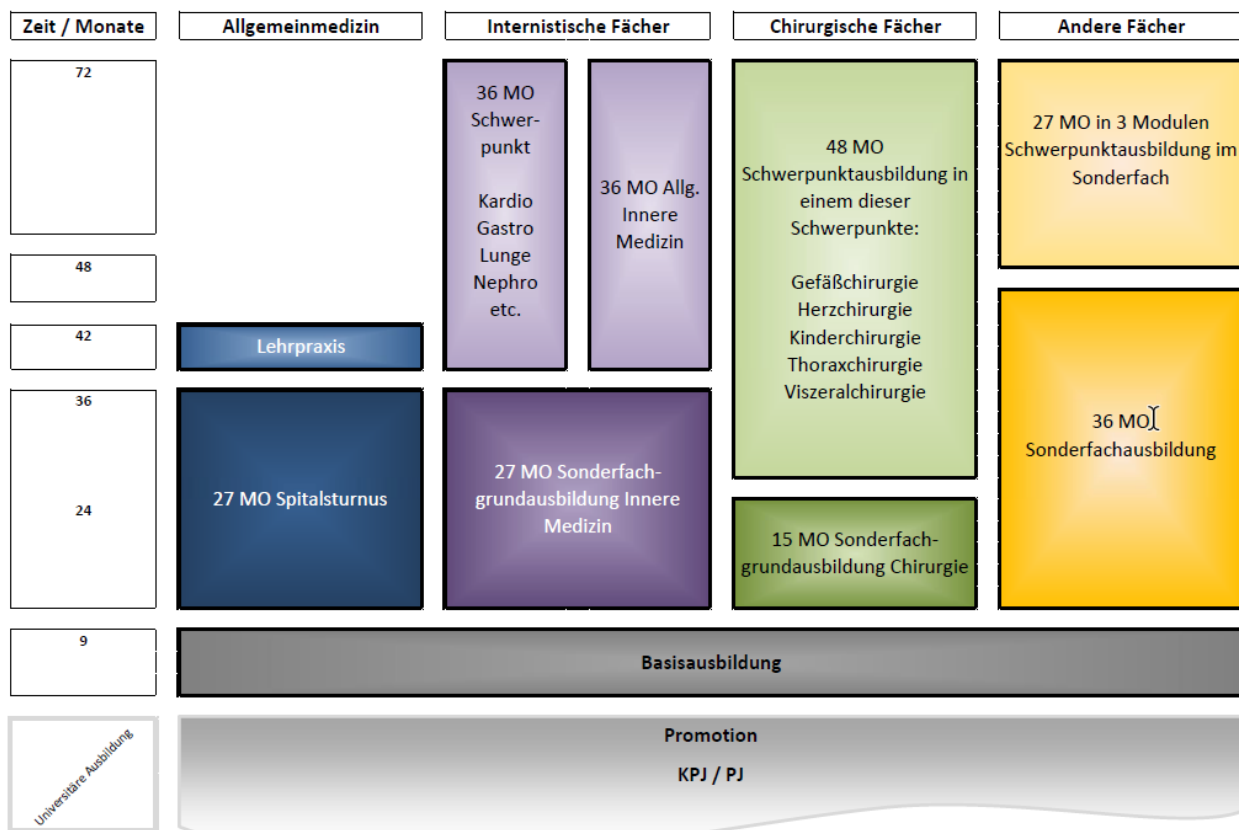 Zeit / Monate
Allgemeinmedizin
Internistische Fächer
Chirurgische Fächer
Andere Fächer
72
48
42
36
24
9
Universitäre Ausbildung
Lehrpraxis
27 MO Spitalsturnus
36 MO
Schwer-
punkt
Kardio
Gastro
Lunge
Nephro
etc.
36 MO Allg.
Innere
Medizin
27 MO Sonderfach-
grundausbildung Innere
Medizin
48 MO
Schwerpunktausbildung in
einem dieser
Schwerpunkte:
Gefäßchirurgie
Herzchirurgie
Kinderchirurgie
Thoraxchirurgie
Viszeralchirurgie
15 MO Sonderfach-
grundausbildung Chirurgie
27 MO in 3 Modulen
Schwerpunktausbildung im
Sonderfach
36 MO
Sonderfachausbildung
Basisausbildung
Promotion
KPJ / PJ